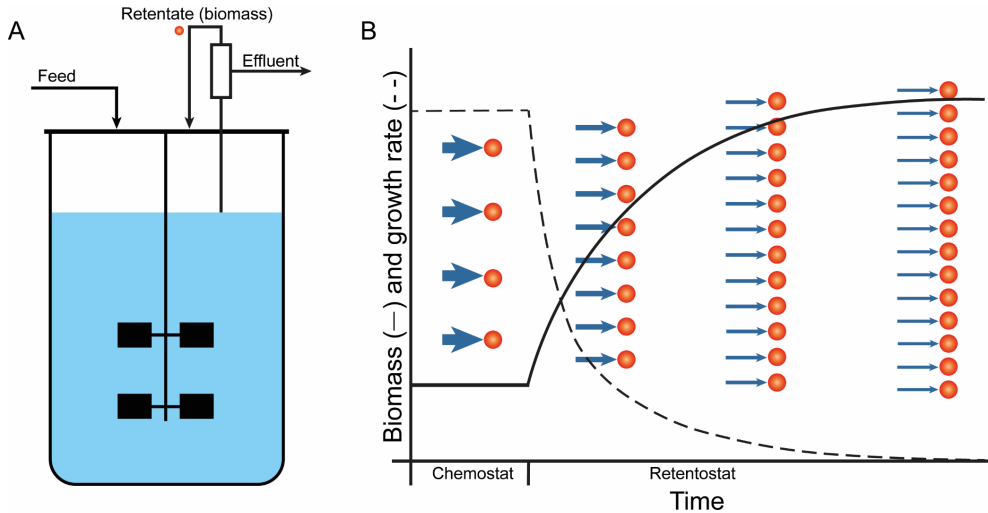 A
Retentate (biomass)
Effluent
Feed
B
Biomass (—) and growth rate (--)
Chemostat
Retentostat
Time